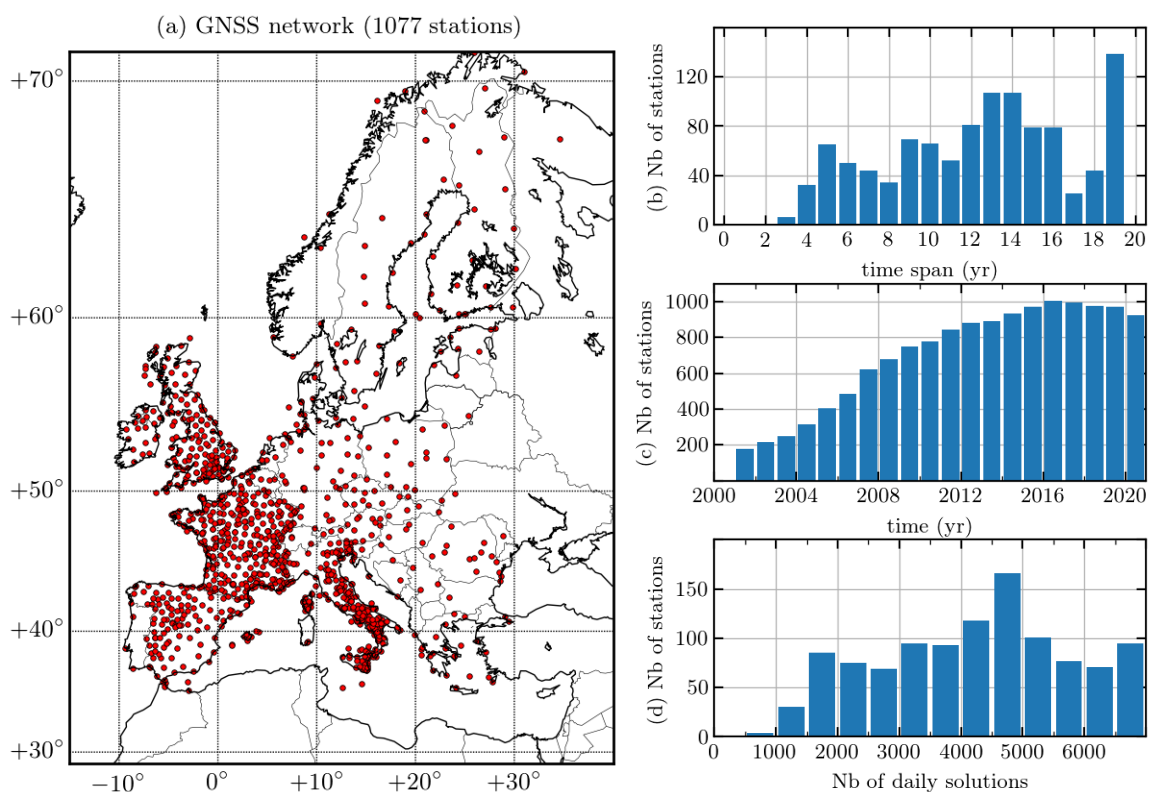 (a) GNSS network (1077 stations)
+70°
+60°
+50°
+40°
+30°
−10° 0° +10° +20° +30°
(b) Nb of stations
120
80
40
0
0 2 4 6 8 10 12 14 16 18 20
time span (yr)
(c) Nb of stations
1000
800
600
400
200
2000 2004 2008 2012 2016 2020
time (yr)
(d) Nb of stations
150
100
50
0
0 1000 2000 3000 4000 5000 6000
Nb of daily solutions